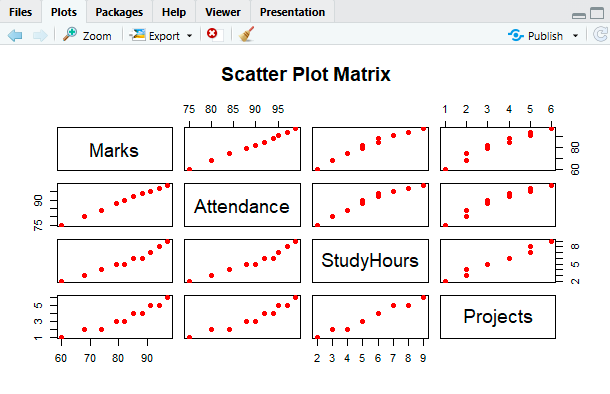 Files Plots Packages Help Viewer Presentation
Zoom Export Publish
Scatter Plot Matrix
75 80 85 90 95 1 2 3 4 5 6
Marks 60 80
75 90 Attendance
StudyHours 2 4 6 8
1 3 5 Projects
60 70 80 90 2 3 4 5 6 7 8 9